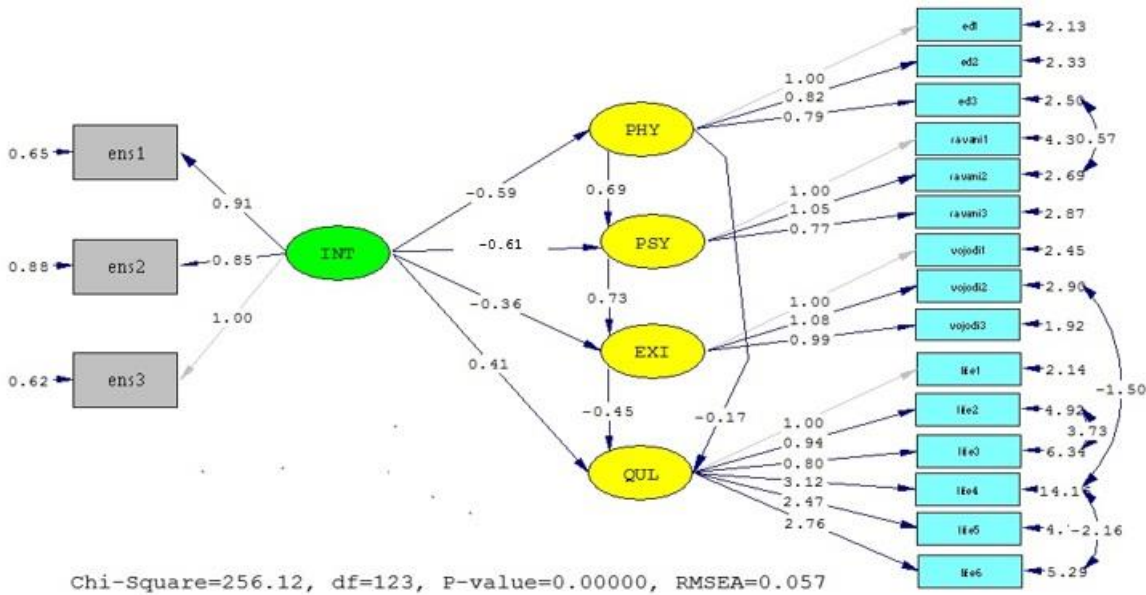 ed1
2.13
ed2
2.33
ed3
2.50
ravani1
4.30
0.57
ravani2
2.69
ravani3
2.87
vojodi1
2.45
vojodi2
2.90
vojodi3
1.92
life1
2.14
life2
4.92
3.73
life3
6.34
life4
life5
life6
5.29
-1.50
-2.16
1.00
0.82
0.79
1.00
1.05
0.77
1.00
1.08
0.99
1.00
0.94
0.80
3.12
2.47
2.76
PHY
PSY
EXI
QUL
0.69
0.73
-0.45
-0.17
-0.59
-0.61
-0.36
0.41
INT
0.91
0.85
1.00
0.65
ens1
0.88
ens2
0.62
ens3
Chi-Square=256.12, df=123, P-value=0.00000, RMSEA=0.057